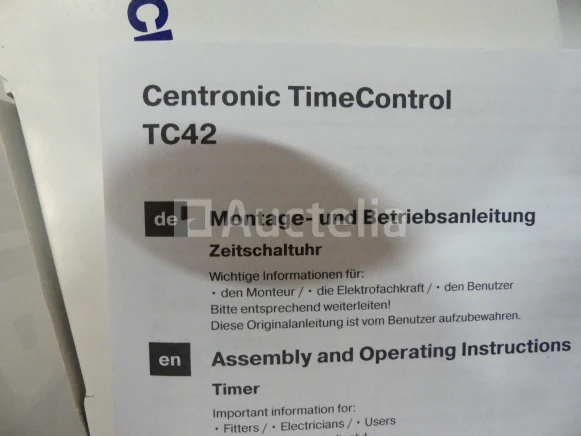 Centronic TimeControl
TC42
de
Montage- und Betriebsanleitung
Auctelia
Zeitschaltuhr
Wichtige Informationen für:
• den Monteur / • die Elektrofachkraft / • den Benutzer
Bitte entsprechend weiterleiten!
Diese Originalanleitung ist vom Benutzer aufzubewahren.
en
Assembly and Operating Instructions
Timer
Important information for:
• Fitters / • Electricians / • Users